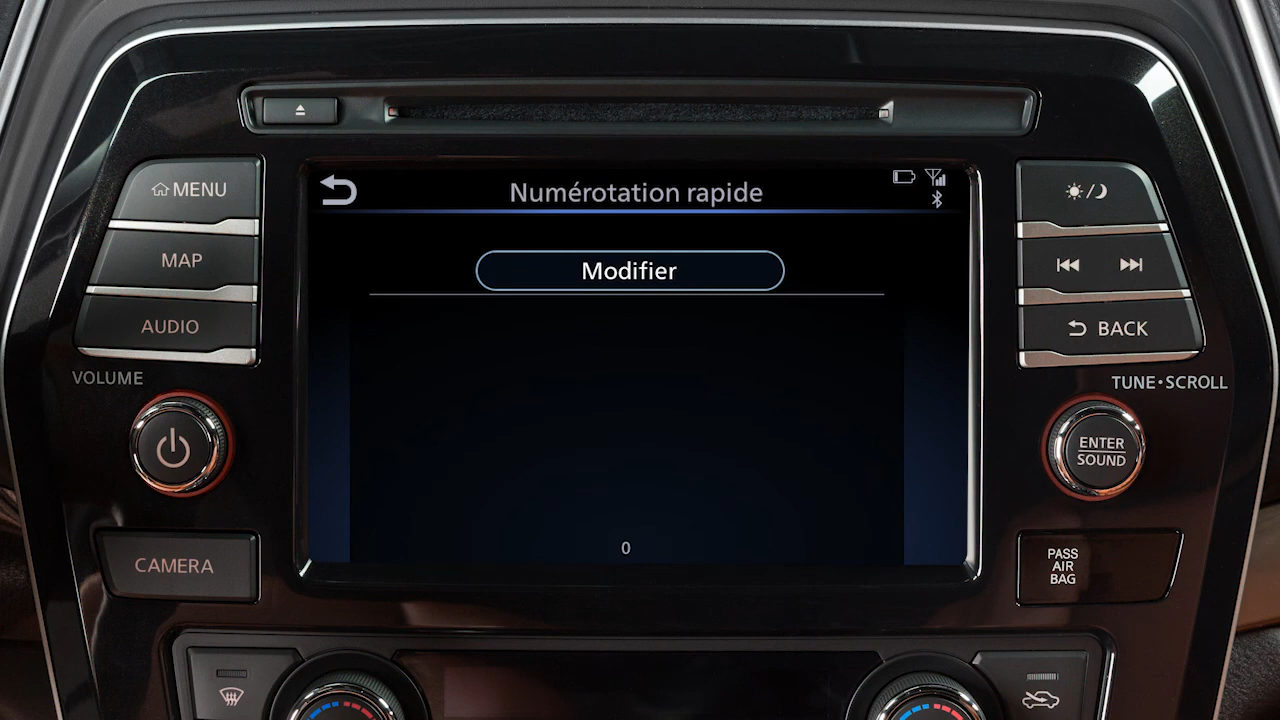 MENU
MAP
AUDIO
VOLUME
CAMERA
Numérotation rapide
Modifier
0
BACK
TUNE•SCROLL
ENTER
SOUND
PASS
AIR
BAG